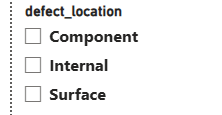 defect_location
Component
Internal
Surface